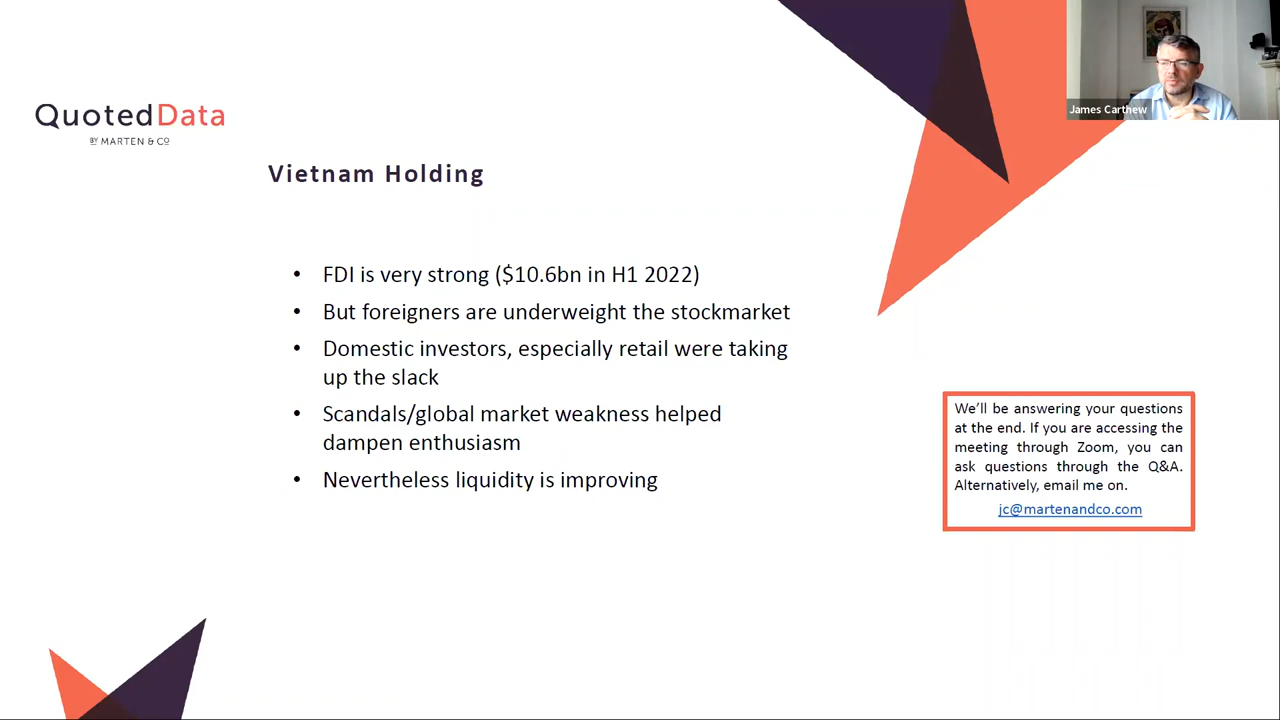 James Carthew
QuotedData
BY MARTEN & CO
Vietnam Holding
• FDI is very strong ($10.6bn in H1 2022)
• But foreigners are underweight the stockmarket
• Domestic investors, especially retail were taking
up the slack
• Scandals/global market weakness helped
dampen enthusiasm
• Nevertheless liquidity is improving
We'll be answering your questions
at the end. If you are accessing the
meeting through Zoom, you can
ask questions through the Q&A.
Alternatively, email me on.
jc@martenandco.com